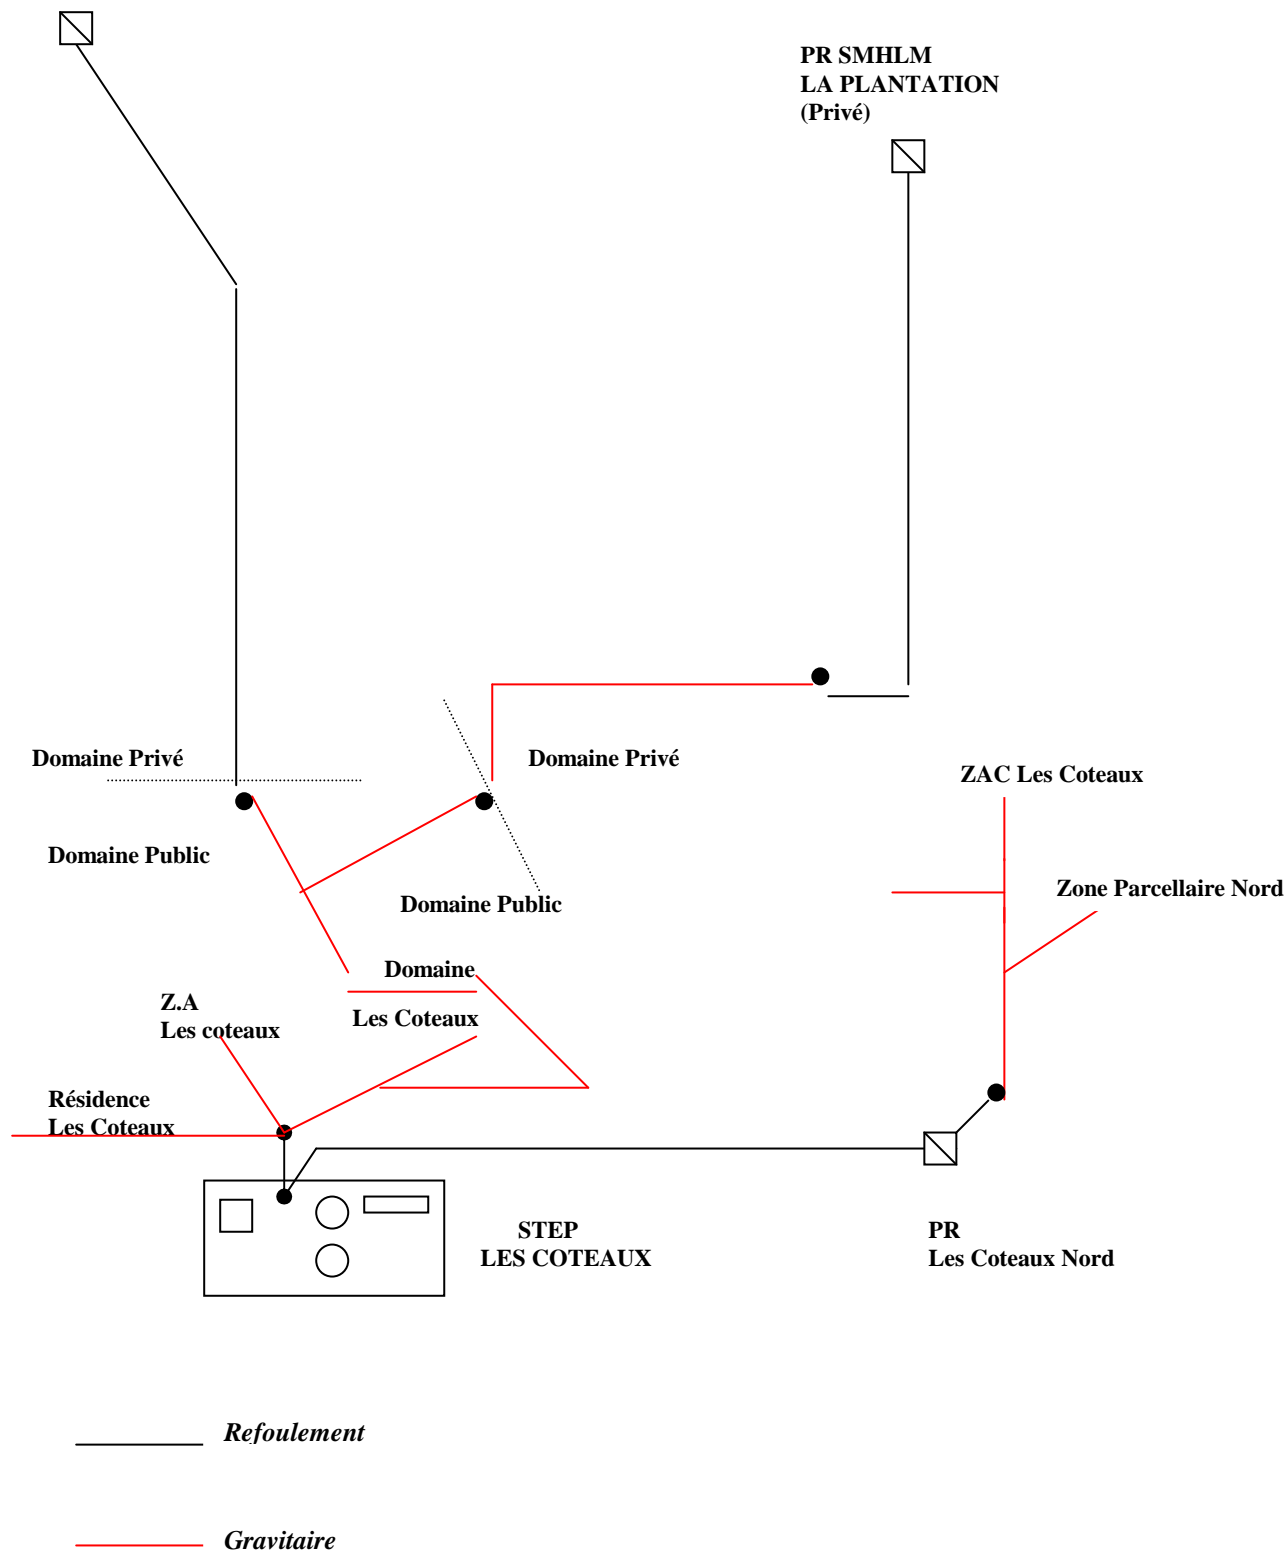 PR SMHLM
LA PLANTATION
(Privé)
Domaine Privé
Domaine Privé
ZAC Les Coteaux
Domaine Public
Zone Parcellaire Nord
Domaine Public
Domaine
Les Coteaux
Z.A
Les coteaux
Résidence
Les Coteaux
STEP
LES COTEAUX
PR
Les Coteaux Nord
Refoulement
Gravitaire